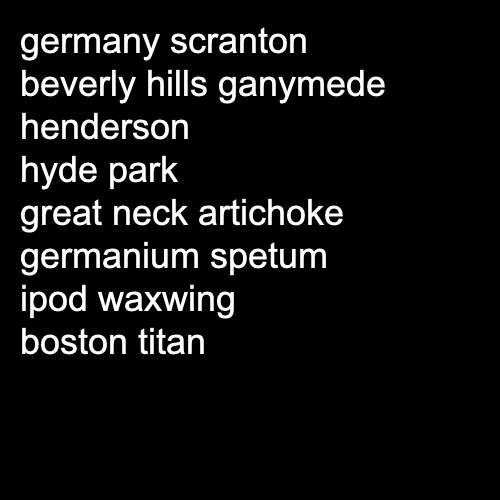 germany scranton
beverly hills ganymede
henderson
hyde park
great neck artichoke
germanium spetum
ipod waxwing
boston titan